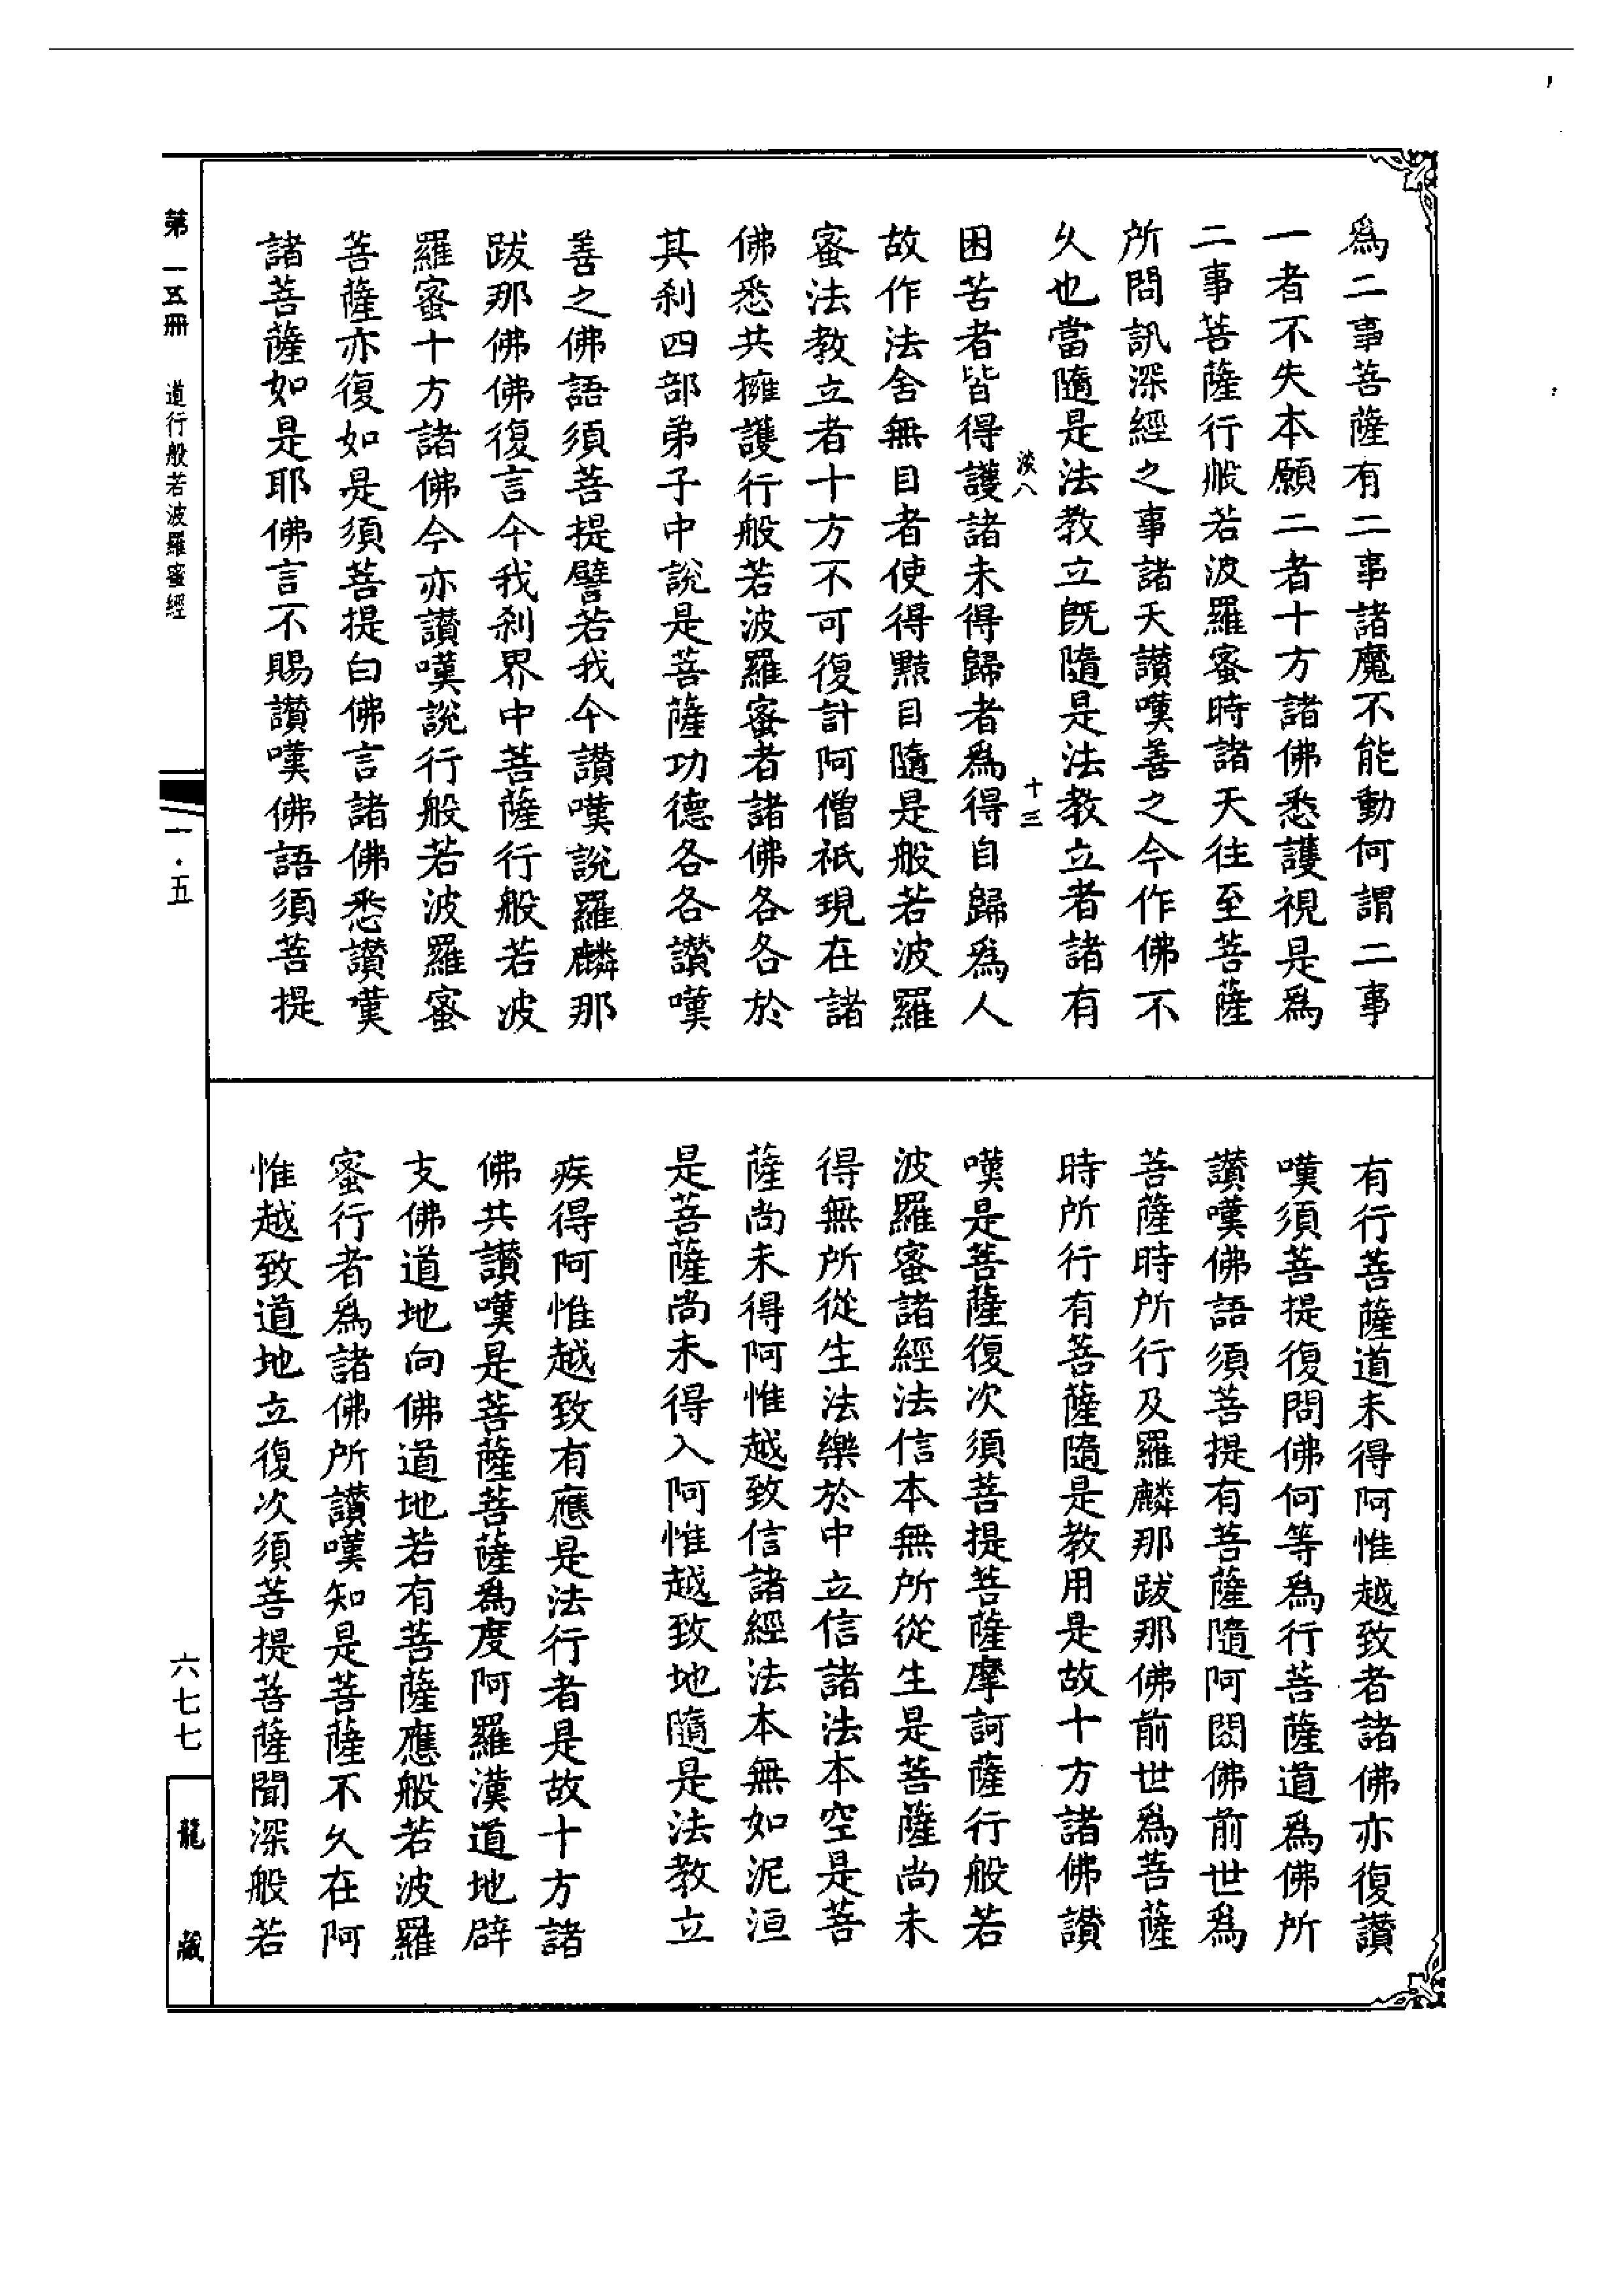 為二事菩薩有二事諸魔不能動何謂二事
一者不失本願二者十方諸佛悉護視是為
二事菩薩行般若波羅蜜時諸天往至菩薩
所問訊深經之事諸天讚嘆善之今作佛不
久也當隨是法教立旣隨是法教立者諸有
淡八 十三
困苦者皆得護諸未得歸者為得自歸為人
故作法舍無目者使得黠目隨是般若波羅
蜜法教立者十方不可復計阿僧祇現在諸
佛悉共擁護行般若波羅蜜者諸佛各各於
其刹四部弟子中說是菩薩功德各各讚嘆
善之佛語須菩提譬若我今讚嘆說羅麟那
跋那佛佛復言今我刹界中菩薩行般若波
羅蜜十方諸佛今亦讚嘆說行般若波羅蜜
菩薩亦復如是須菩提白佛言諸佛悉讚嘆
諸菩薩如是耶佛言不賜讚嘆佛語須菩提
有行菩薩道未得阿惟越致者諸佛亦復讚
嘆須菩提復問佛何等為行菩薩道為佛所
讚嘆佛語須菩提有菩薩隨阿閦佛前世為
菩薩時所行及羅麟那跋那佛前世為菩薩
時所行有菩薩隨是教用是故十方諸佛讚
嘆是菩薩復次須菩提菩薩摩訶薩行般若
波羅蜜諸經法信本無所從生是菩薩尚未
得無所從生法樂於中立信諸法本空是菩
薩尚未得阿惟越致信諸經法本無如泥洹
是菩薩尚未得入阿惟越致地隨是法教立
疾得阿惟越致有應是法行者是故十方諸
佛共讚嘆是菩薩菩薩為度阿羅漢道地辟
支佛道地向佛道地若有菩薩應般若波羅
蜜行者為諸佛所讚嘆知是菩薩不久在阿
惟越致道地立復次須菩提菩薩聞深般若
第一五冊 道行般若波羅蜜經
一·五
六七七
龍藏